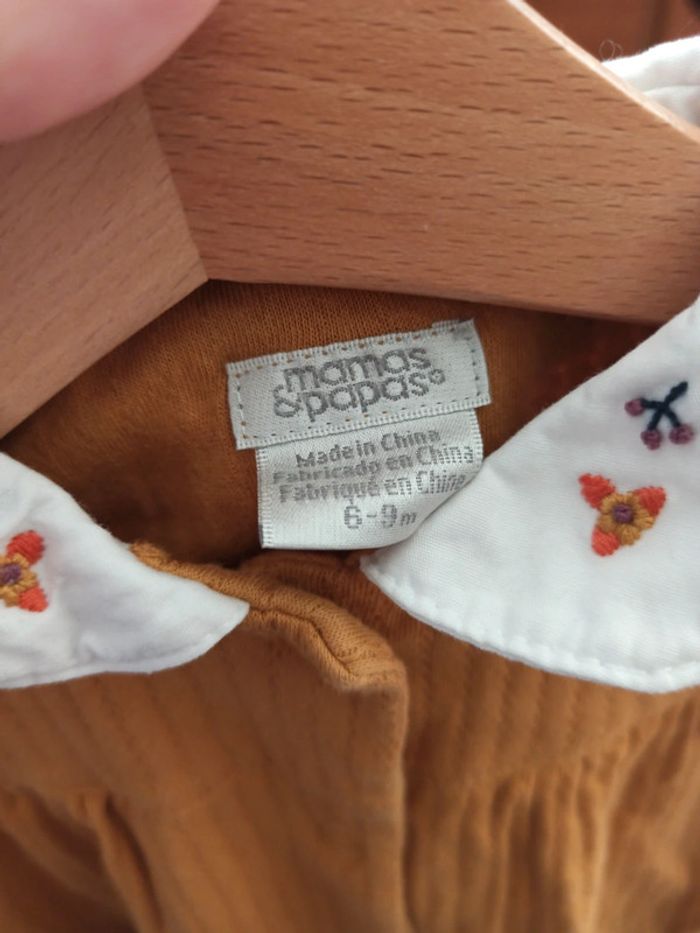 mamas
&papas
Made in China
Fabricado en China
Fabriqué en Chine
6-9m